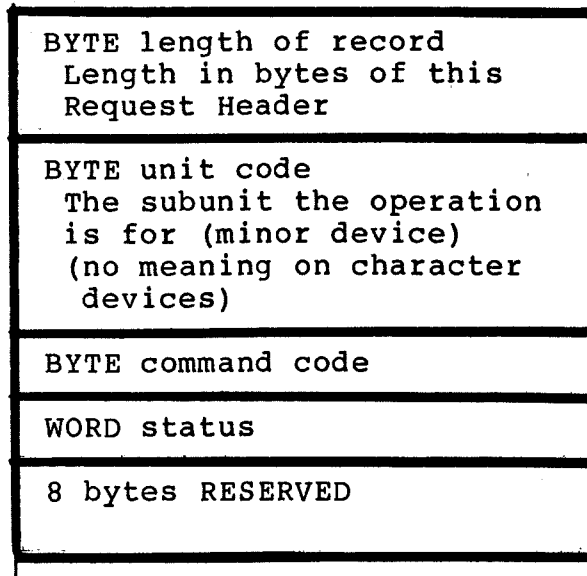 BYTE length of record
Length in bytes of this
Request Header
BYTE unit code
The subunit the operation
is for (minor device)
(no meaning on character
devices)
BYTE command code
WORD status
8 bytes RESERVED